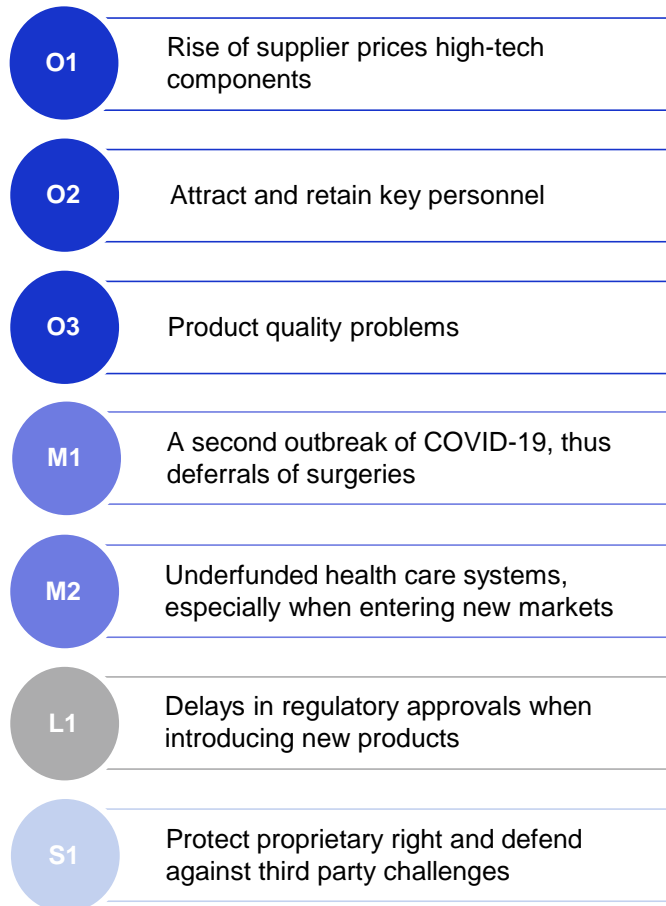 O1
Rise of supplier prices high-tech
components
O2
Attract and retain key personnel
O3
Product quality problems
M1
A second outbreak of COVID-19, thus
deferrals of surgeries
M2
Underfunded health care systems,
especially when entering new markets
L1
Delays in regulatory approvals when
introducing new products
S1
Protect proprietary right and defend
against third party challenges